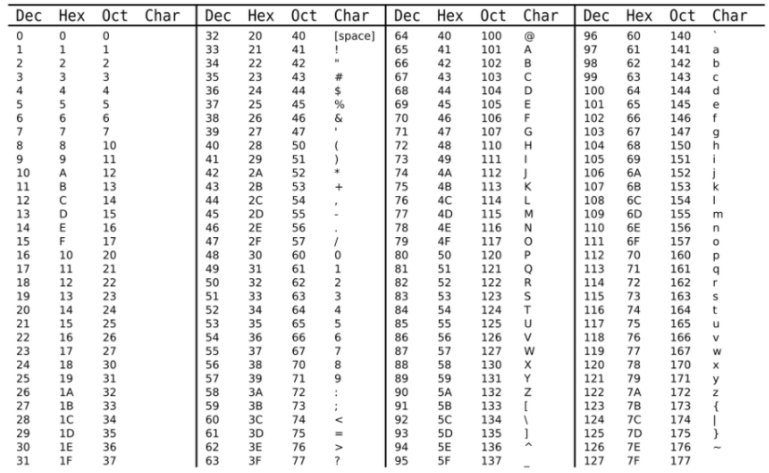 Dec Hex Oct Char Dec Hex Oct Char Dec Hex Oct Char Dec Hex Oct Char
0 0 0 32 20 40 [space] 64 40 100 @ 96 60 140 `
1 1 1 33 21 41 ! 65 41 101 A 97 61 141 a
2 2 2 34 22 42 " 66 42 102 B 98 62 142 b
3 3 3 35 23 43 # 67 43 103 C 99 63 143 c
4 4 4 36 24 44 $ 68 44 104 D 100 64 144 d
5 5 5 37 25 45 % 69 45 105 E 101 65 145 e
6 6 6 38 26 46 & 70 46 106 F 102 66 146 f
7 7 7 39 27 47 ' 71 47 107 G 103 67 147 g
8 8 10 40 28 50 ( 72 48 110 H 104 68 150 h
9 9 11 41 29 51 ) 73 49 111 I 105 69 151 i
10 A 12 42 2A 52 * 74 4A 112 J 106 6A 152 j
11 B 13 43 2B 53 + 75 4B 113 K 107 6B 153 k
12 C 14 44 2C 54 , 76 4C 114 L 108 6C 154 l
13 D 15 45 2D 55 - 77 4D 115 M 109 6D 155 m
14 E 16 46 2E 56 . 78 4E 116 N 110 6E 156 n
15 F 17 47 2F 57 / 79 4F 117 O 111 6F 157 o
16 10 20 48 30 60 0 80 50 120 P 112 70 160 p
17 11 21 49 31 61 1 81 51 121 Q 113 71 161 q
18 12 22 50 32 62 2 82 52 122 R 114 72 162 r
19 13 23 51 33 63 3 83 53 123 S 115 73 163 s
20 14 24 52 34 64 4 84 54 124 T 116 74 164 t
21 15 25 53 35 65 5 85 55 125 U 117 75 165 u
22 16 26 54 36 66 6 86 56 126 V 118 76 166 v
23 17 27 55 37 67 7 87 57 127 W 119 77 167 w
24 18 30 56 38 70 8 88 58 130 X 120 78 170 x
25 19 31 57 39 71 9 89 59 131 Y 121 79 171 y
26 1A 32 58 3A 72 : 90 5A 132 Z 122 7A 172 z
27 1B 33 59 3B 73 ; 91 5B 133 [ 123 7B 173 {
28 1C 34 60 3C 74 < 92 5C 134 \ 124 7C 174 |
29 1D 35 61 3D 75 = 93 5D 135 ] 125 7D 175 }
30 1E 36 62 3E 76 > 94 5E 136 ^ 126 7E 176 ~
31 1F 37 63 3F 77 ? 95 5F 137 _ 127 7F 177